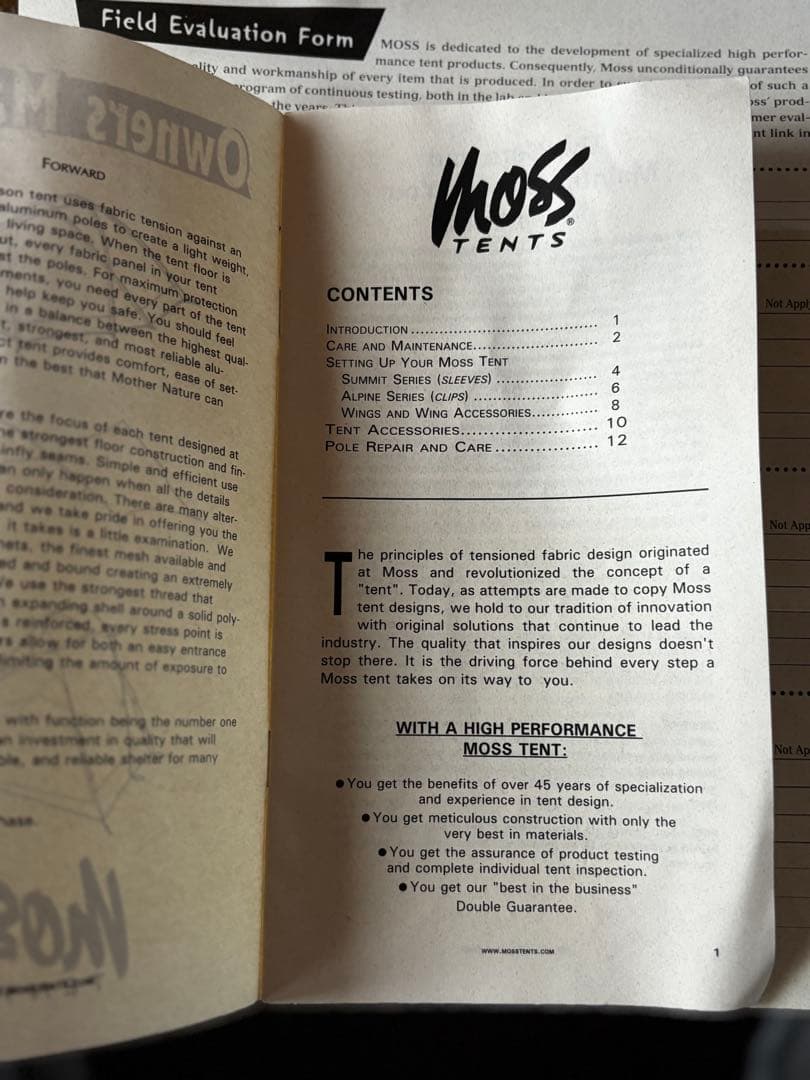 Field Evaluation Form
MOSS is dedicated to the development of specialized high perfor-
mance tent products. Consequently, Moss unconditionally guarantees
and workmanship of every item that is produced. In order to
of such a
of continuous testing, both in the lab
prod-
the years.
mer eval-
nt link in
Not Appl
Not App
Not Ap
Owners
FORWARD
son tent uses fabric tension against an
aluminum poles to create a light weight,
living space. When the tent floor is
ut, every fabric panel in your tent
st the poles. For maximum protection
ments, you need every part of the tent
help keep you safe. You should feel
in a balance between the highest qual-
t, strongest, and most reliable alu-
ct tent provides comfort, ease of set-
n the best that Mother Nature can
re the focus of each tent designed at
he strongest floor construction and fin-
infly seams. Simple and efficient use
an only happen when all the details
consideration. There are many alter-
and we take pride in offering you the
it takes is a little examination. We
nets, the finest mesh available and
ed and bound creating an extremely
We use the strongest thread that
n expanding shell around a solid poly-
s reinforced, every stress point is
rs allow for both an easy entrance
limiting the amount of exposure to
with function being the number one
an investment in quality that will
ble, and reliable shelter for many
hase.
Moss
TENTS®
CONTENTS
INTRODUCTION .......................................... 1
CARE AND MAINTENANCE............................ 2
SETTING UP YOUR MOSS TENT
SUMMIT SERIES (SLEEVES) ....................... 4
ALPINE SERIES (CLIPS) ............................ 6
WINGS AND WING ACCESSORIES............... 8
TENT ACCESSORIES................................ 10
POLE REPAIR AND CARE........................ 12
The principles of tensioned fabric design originated
at Moss and revolutionized the concept of a
"tent". Today, as attempts are made to copy Moss
tent designs, we hold to our tradition of innovation
with original solutions that continue to lead the
industry. The quality that inspires our designs doesn't
stop there. It is the driving force behind every step a
Moss tent takes on its way to you.
WITH A HIGH PERFORMANCE
MOSS TENT:
●You get the benefits of over 45 years of specialization
and experience in tent design.
●You get meticulous construction with only the
very best in materials.
●You get the assurance of product testing
and complete individual tent inspection.
●You get our "best in the business"
Double Guarantee.
WWW.MOSSTENTS.COM
1